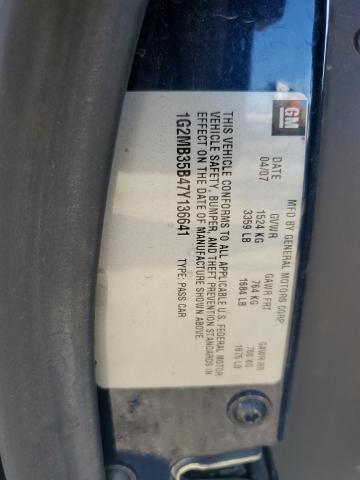 GM
MFD BY GENERAL MOTORS CORP
DATE GVWR GAWR FRT GAWR RR
04/07 1524 KG 764 KG 760 KG
3359 LB 1684 LB 1675 LB
THIS VEHICLE CONFORMS TO ALL APPLICABLE U.S. FEDERAL MOTOR
VEHICLE SAFETY, BUMPER, AND THEFT PREVENTION STANDARDS IN
EFFECT ON THE DATE OF MANUFACTURE SHOWN ABOVE.
1G2MB35B47Y136641 TYPE: PASS CAR